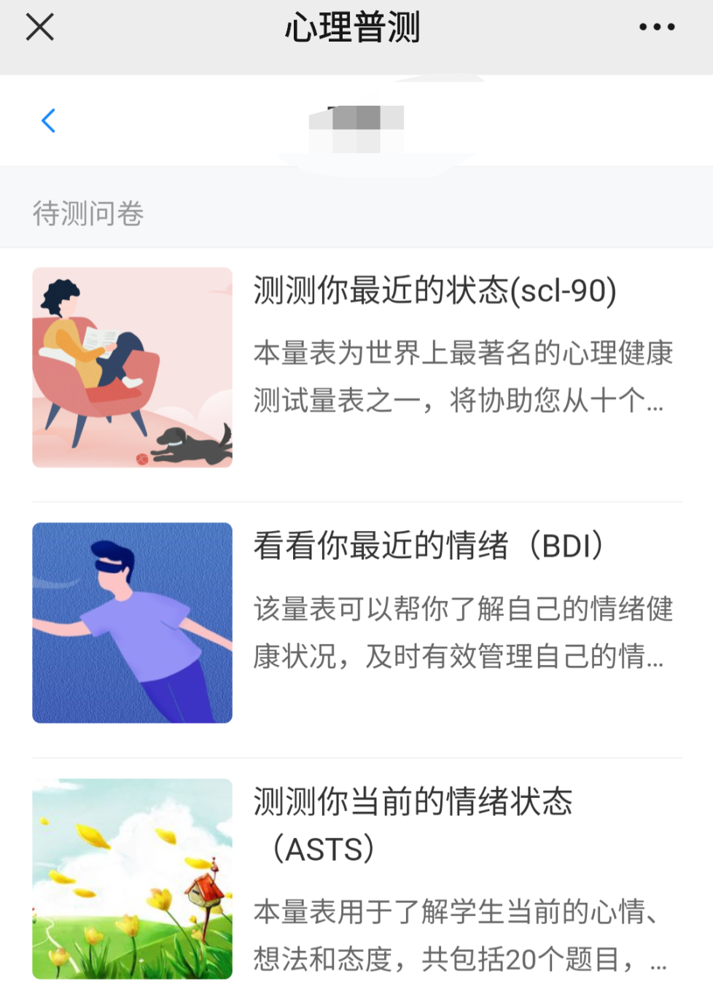 心理普测
待测问卷
测测你最近的状态(scl-90)
本量表为世界上最著名的心理健康
测试量表之一，将协助您从十个...
看看你最近的情绪（BDI）
该量表可以帮你了解自己的情绪健
康状况，及时有效管理自己的情...
测测你当前的情绪状态
（ASTS）
本量表用于了解学生当前的心情、
想法和态度，共包括20个题目，...